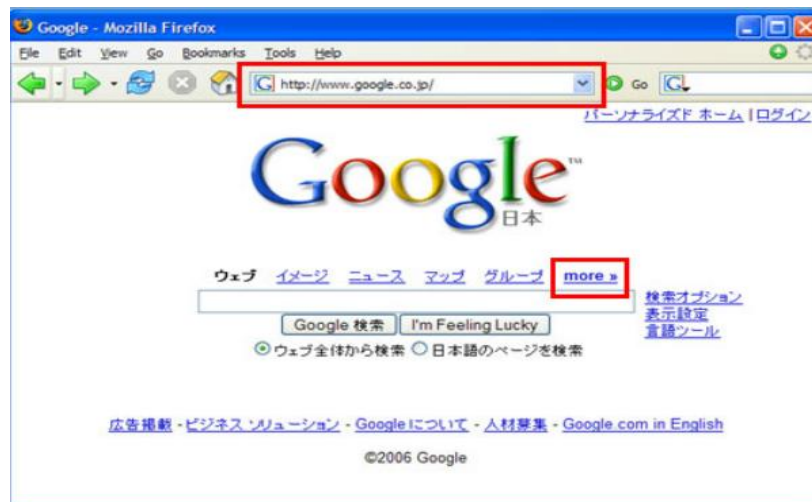 Google - Mozilla Firefox
File Edit View Go Bookmarks Tools Help
http://www.google.co.jp/ Go
パーソナライズド ホーム | ログイン
Google™
日本
ウェブ イメージ ニュース マップ グループ more »
検索オプション
表示設定
言語ツール
Google 検索 I'm Feeling Lucky
ウェブ全体から検索 日本語のページを検索
広告掲載 - ビジネス ソリューション - Google について - 人材募集 - Google.com in English
©2006 Google